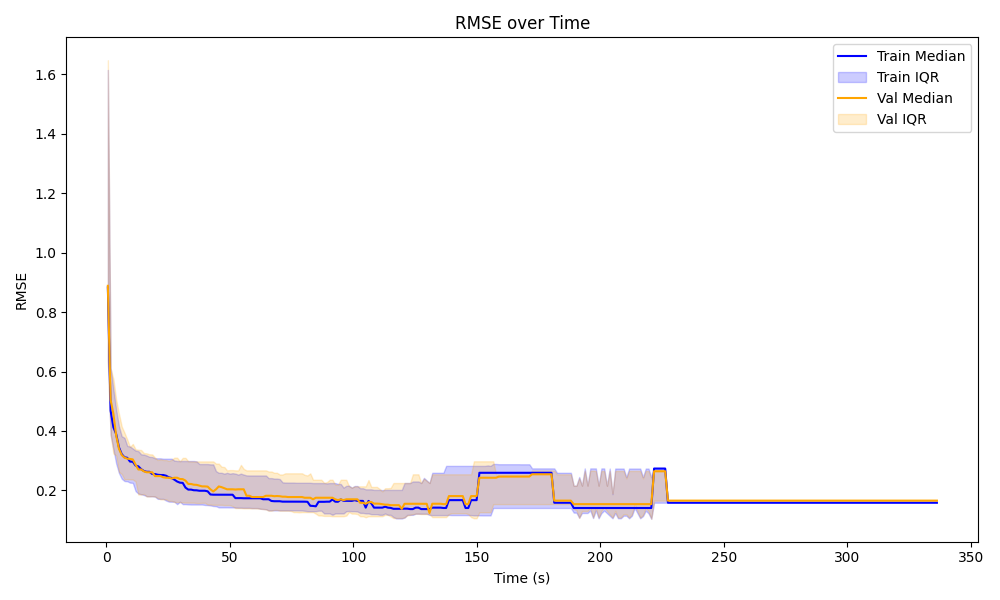 RMSE over Time
Train Median
Train IQR
Val Median
Val IQR
RMSE
1.6
1.4
1.2
1.0
0.8
0.6
0.4
0.2
0 50 100 150 200 250 300 350
Time (s)